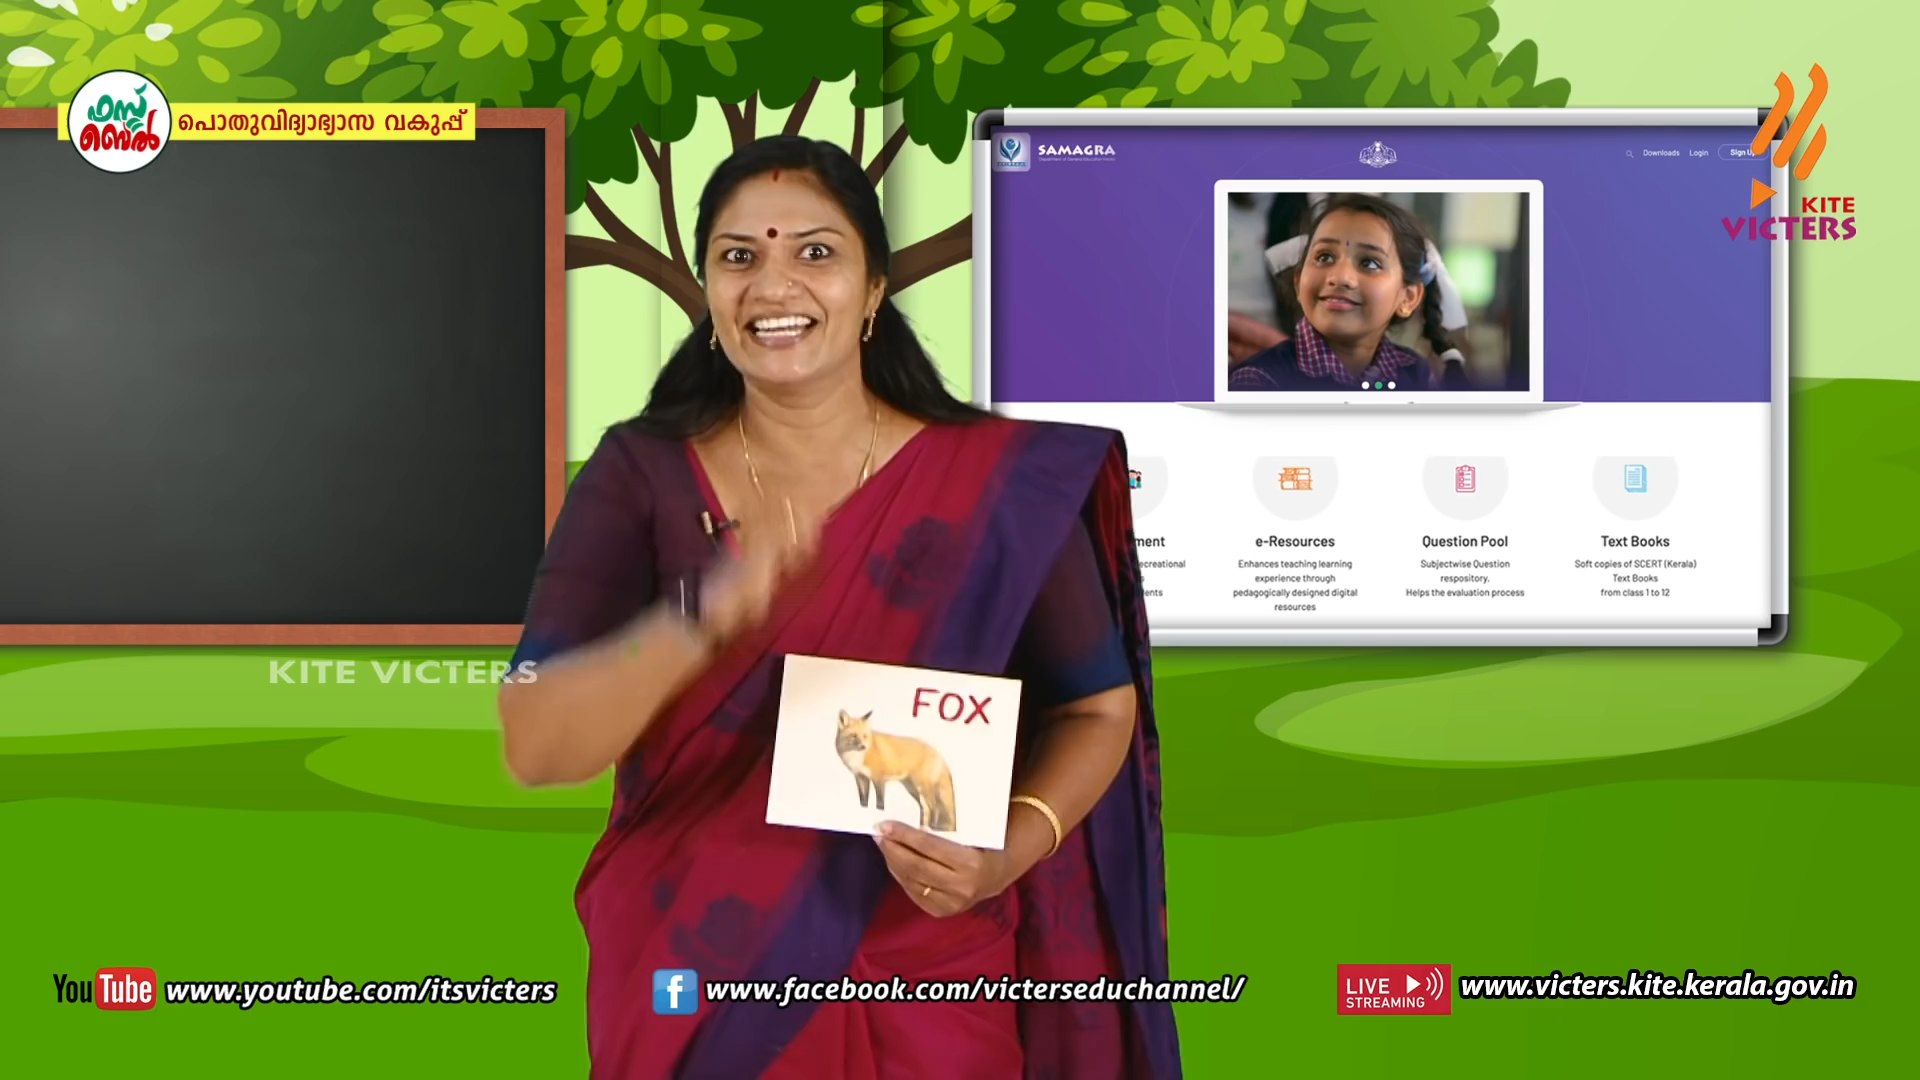 ഫസ്റ്റ്
ബെൽ
പൊതുവിദ്യാഭ്യാസ വകുപ്പ്
SAMAGRA
Downloads Login
KITE
VICTERS
e-Resources
Enhances teaching learning
experience through
pedagogically designed digital
resources
Question Pool
Subjectwise Question
respository.
Helps the evaluation process
Text Books
Soft copies of SCERT (Kerala)
Text Books
from class 1 to 12
KITE VICTERS
FOX
YouTube www.youtube.com/itsvicters
f www.facebook.com/victerseduchannel/
LIVE
STREAMING
www.victers.kite.kerala.gov.in